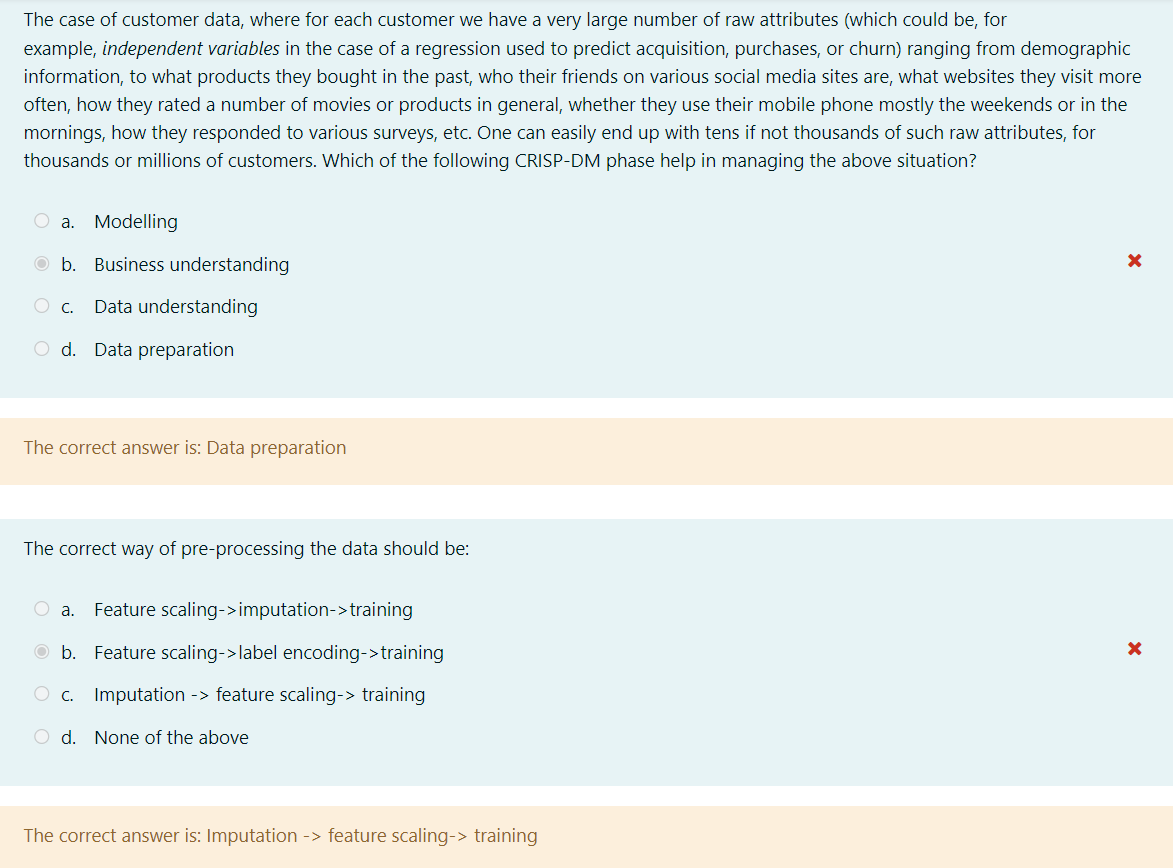 The case of customer data, where for each customer we have a very large number of raw attributes (which could be, for
example, independent variables in the case of a regression used to predict acquisition, purchases, or churn) ranging from demographic
information, to what products they bought in the past, who their friends on various social media sites are, what websites they visit more
often, how they rated a number of movies or products in general, whether they use their mobile phone mostly the weekends or in the
mornings, how they responded to various surveys, etc. One can easily end up with tens if not thousands of such raw attributes, for
thousands or millions of customers. Which of the following CRISP-DM phase help in managing the above situation?
a. Modelling
b. Business understanding
c. Data understanding
d. Data preparation
The correct answer is: Data preparation
The correct way of pre-processing the data should be:
a. Feature scaling->imputation->training
b. Feature scaling->label encoding->training
c. Imputation -> feature scaling-> training
d. None of the above
The correct answer is: Imputation -> feature scaling-> training